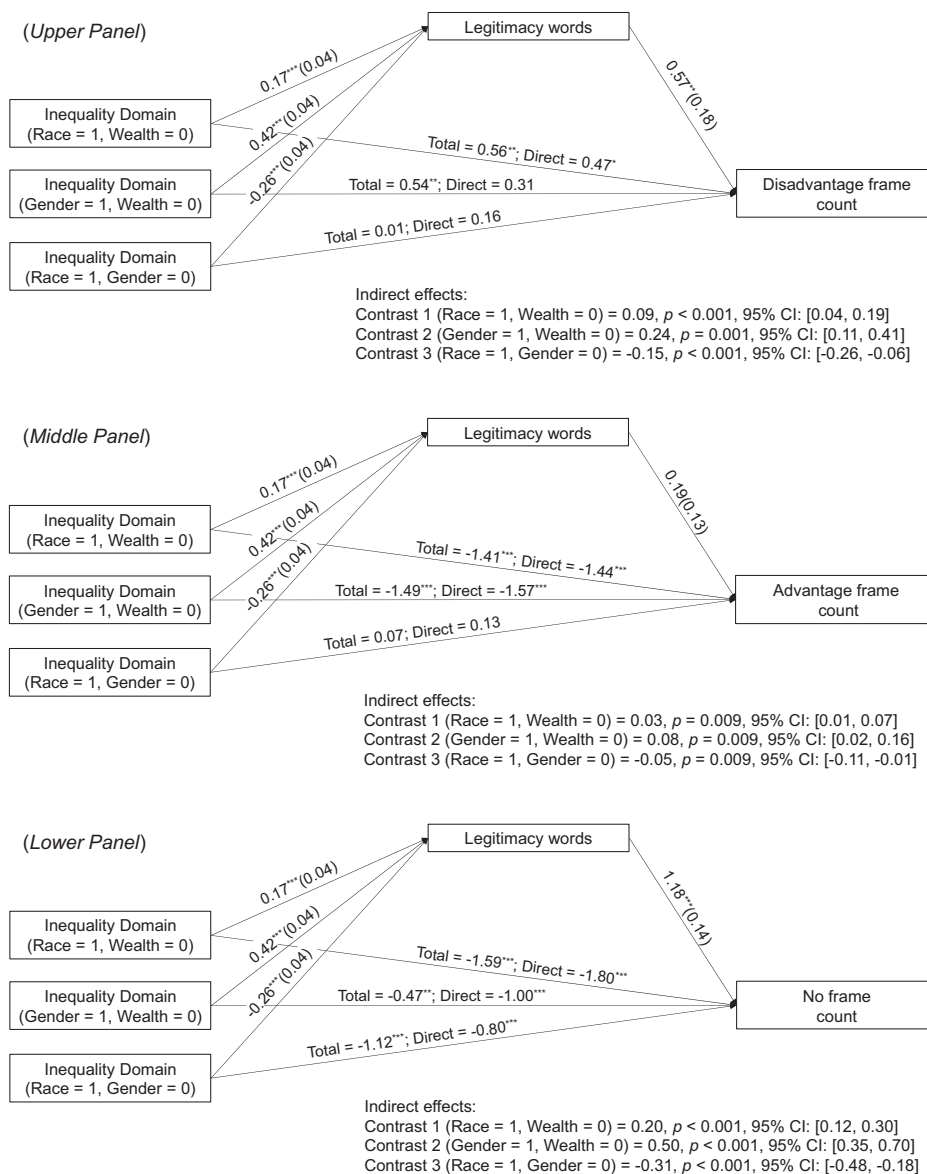 (Upper Panel)
Legitimacy words
0.17***(0.04)
0.57**(0.18)
Inequality Domain
(Race = 1, Wealth = 0)
0.42***(0.04)
Total = 0.56**; Direct = 0.47*
-0.26***(0.04)
Inequality Domain
(Gender = 1, Wealth = 0)
Total = 0.54**; Direct = 0.31
Disadvantage frame
count
Total = 0.01; Direct = 0.16
Inequality Domain
(Race = 1, Gender = 0)
Indirect effects:
Contrast 1 (Race = 1, Wealth = 0) = 0.09, p < 0.001, 95% CI: [0.04, 0.19]
Contrast 2 (Gender = 1, Wealth = 0) = 0.24, p = 0.001, 95% CI: [0.11, 0.41]
Contrast 3 (Race = 1, Gender = 0) = -0.15, p < 0.001, 95% CI: [-0.26, -0.06]
(Middle Panel)
Legitimacy words
0.17***(0.04)
0.19(0.13)
Inequality Domain
(Race = 1, Wealth = 0)
0.42***(0.04)
Total = -1.41***; Direct = -1.44***
-0.26***(0.04)
Inequality Domain
(Gender = 1, Wealth = 0)
Total = -1.49***; Direct = -1.57***
Advantage frame
count
Total = 0.07; Direct = 0.13
Inequality Domain
(Race = 1, Gender = 0)
Indirect effects:
Contrast 1 (Race = 1, Wealth = 0) = 0.03, p = 0.009, 95% CI: [0.01, 0.07]
Contrast 2 (Gender = 1, Wealth = 0) = 0.08, p = 0.009, 95% CI: [0.02, 0.16]
Contrast 3 (Race = 1, Gender = 0) = -0.05, p = 0.009, 95% CI: [-0.11, -0.01]
(Lower Panel)
Legitimacy words
0.17***(0.04)
1.18***(0.14)
Inequality Domain
(Race = 1, Wealth = 0)
0.42***(0.04)
Total = -1.59***; Direct = -1.80***
-0.26***(0.04)
Inequality Domain
(Gender = 1, Wealth = 0)
Total = -0.47**; Direct = -1.00***
No frame
count
Total = -1.12***; Direct = -0.80***
Inequality Domain
(Race = 1, Gender = 0)
Indirect effects:
Contrast 1 (Race = 1, Wealth = 0) = 0.20, p < 0.001, 95% CI: [0.12, 0.30]
Contrast 2 (Gender = 1, Wealth = 0) = 0.50, p < 0.001, 95% CI: [0.35, 0.70]
Contrast 3 (Race = 1, Gender = 0) = -0.31, p < 0.001, 95% CI: [-0.48, -0.18]